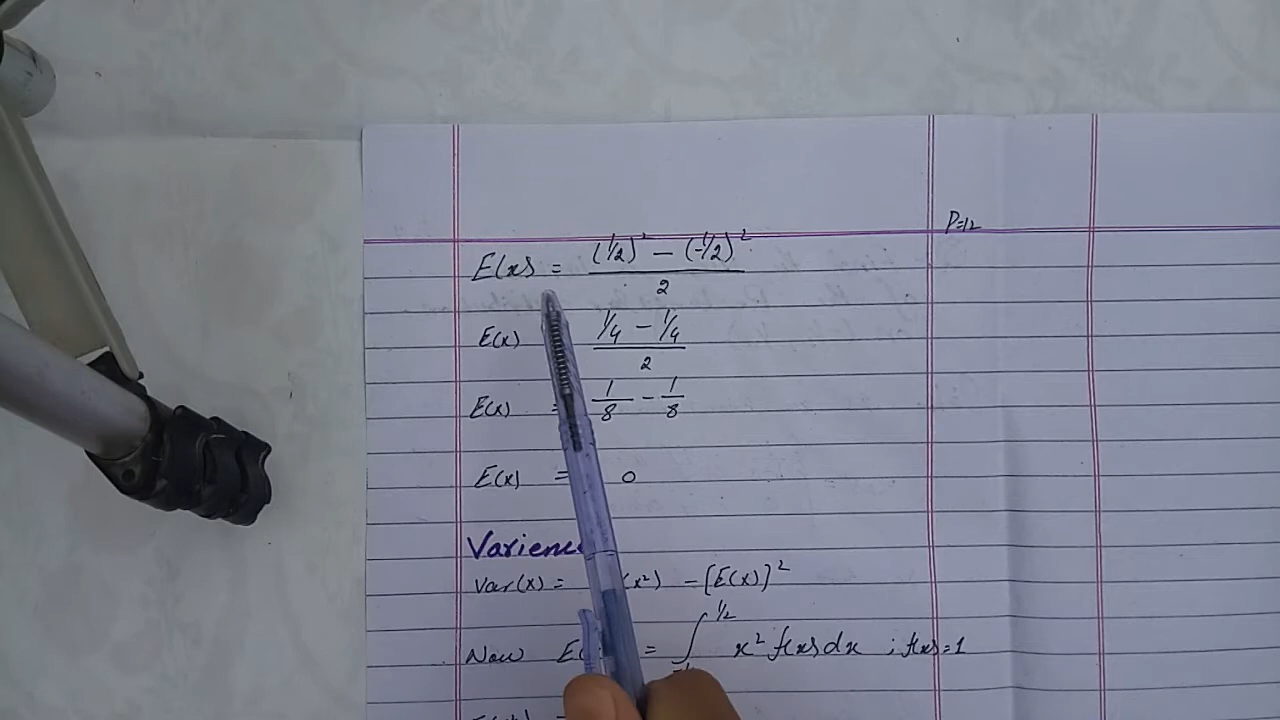 P=12
E(x) = (1/2)² - (-1/2)² / 2
E(x) 1/4 - 1/4 / 2
E(x) = 1/8 - 1/8
E(x) = 0
Varienc
Var(x) = (x²) - [E(x)]²
Now E( = ∫ 1/2 x² f(x) dx ; f(x)=1